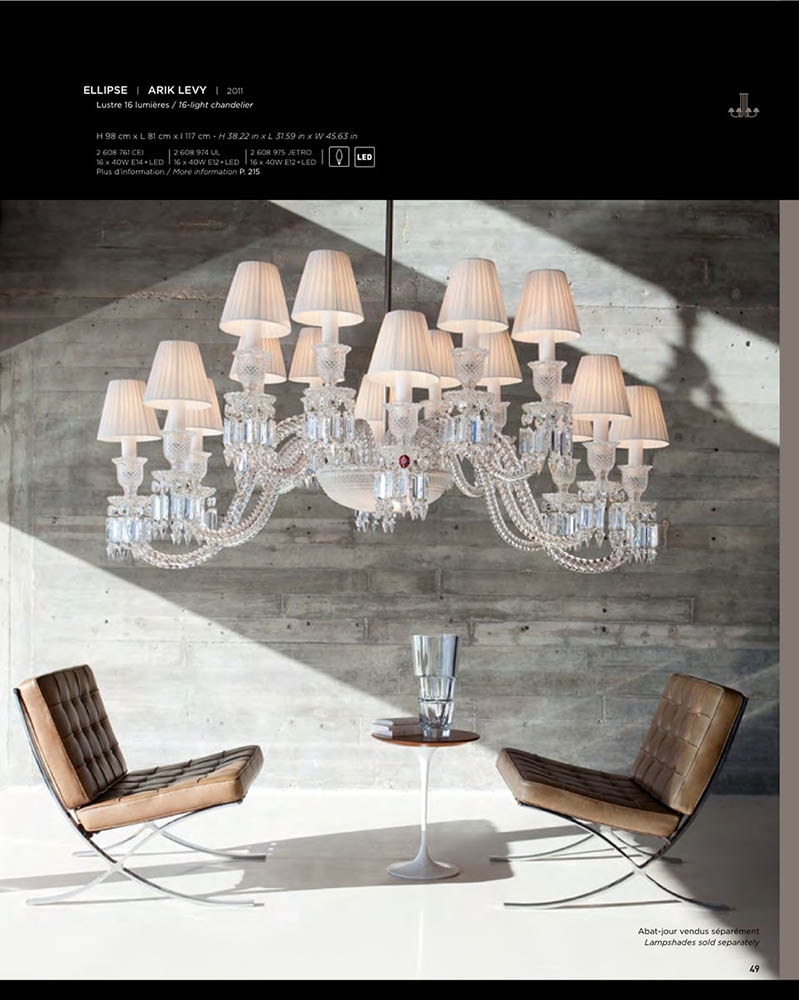 ELLIPSE | ARIK LEVY | 2011
Lustre 16 lumières / 16-light chandelier
H 98 cm x L 81 cm x l 117 cm - H 38.22 in x L 31.59 in x W 45.63 in
2 608 761 CEI | 2 608 974 UL | 2 608 975 JETRO
16 x 40W E14+LED | 16 x 40W E12+LED | 16 x 40W E12+LED | LED
Plus d'information / More information P. 215
Abat-jour vendus séparément
Lampshades sold separately
49